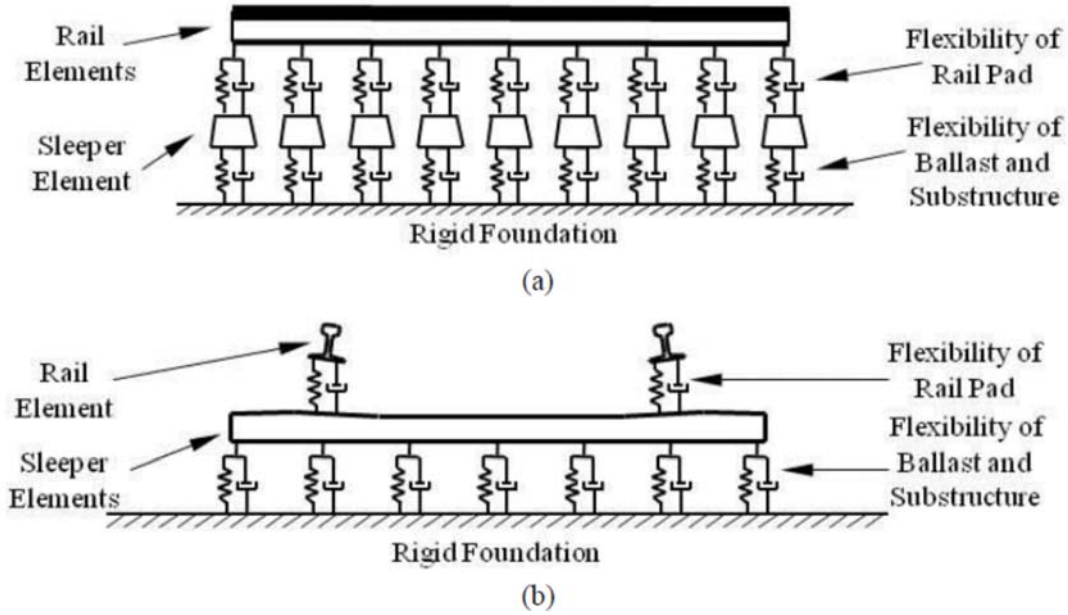 Rail
Elements
Flexibility of
Rail Pad
Sleeper
Element
Flexibility of
Ballast and
Substructure
Rigid Foundation
(a)
Rail
Element
Flexibility of
Rail Pad
Sleeper
Elements
Flexibility of
Ballast and
Substructure
Rigid Foundation
(b)